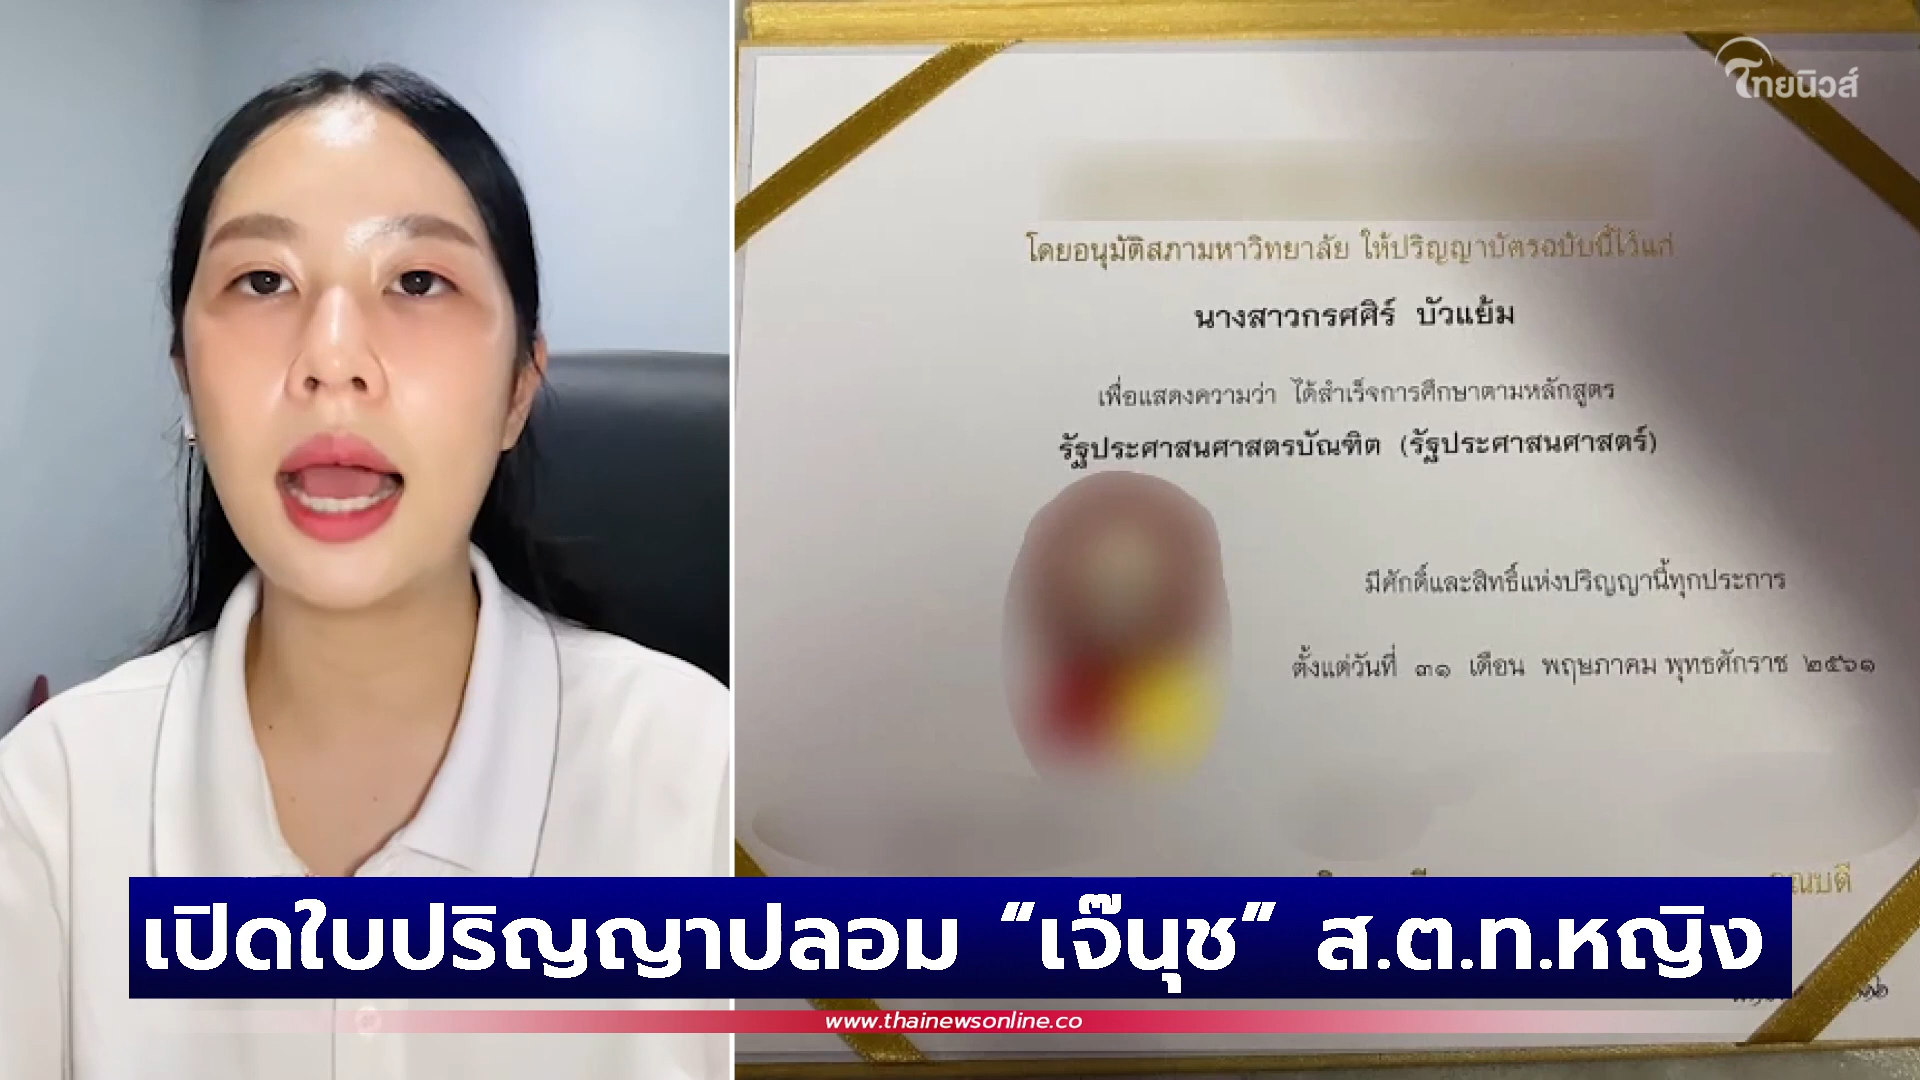 ไทยนิวส์
โดยอนุมัติสภามหาวิทยาลัย ให้ปริญญาบัตรฉบับนี้ไว้แก่
นางสาวกรศศิร์ บัวแย้ม
เพื่อแสดงความว่า ได้สำเร็จการศึกษาตามหลักสูตร
รัฐประศาสนศาสตรบัณฑิต (รัฐประศาสนศาสตร์)
มีศักดิ์และสิทธิ์แห่งปริญญานี้ทุกประการ
ตั้งแต่วันที่ ๓๑ เดือน พฤษภาคม พุทธศักราช ๒๕๖๑
เปิดใบปริญญาปลอม “เจ๊นุช” ส.ต.ท.หญิง
www.thainewsonline.co